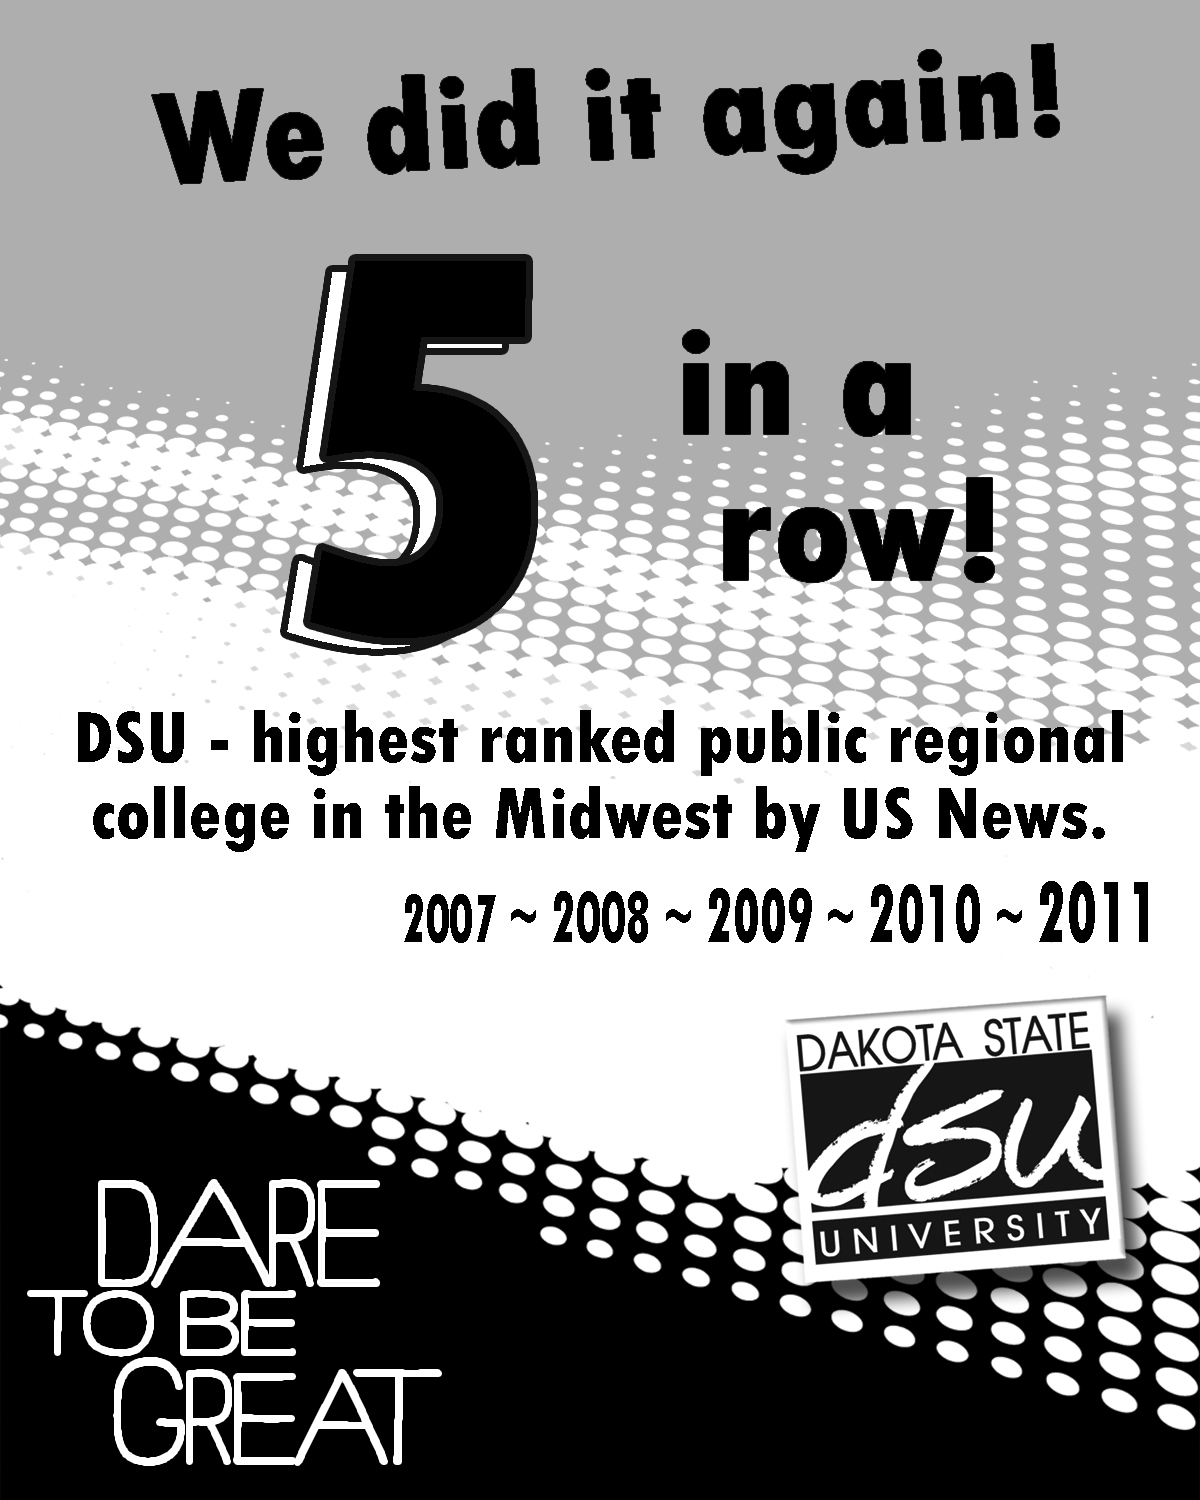 We did it again!
5
in a
row!
DSU - highest ranked public regional
college in the Midwest by US News.
2007 ~ 2008 ~ 2009 ~ 2010 ~ 2011
DAKOTA STATE
dsu
UNIVERSITY
DARE
TO BE
GREAT